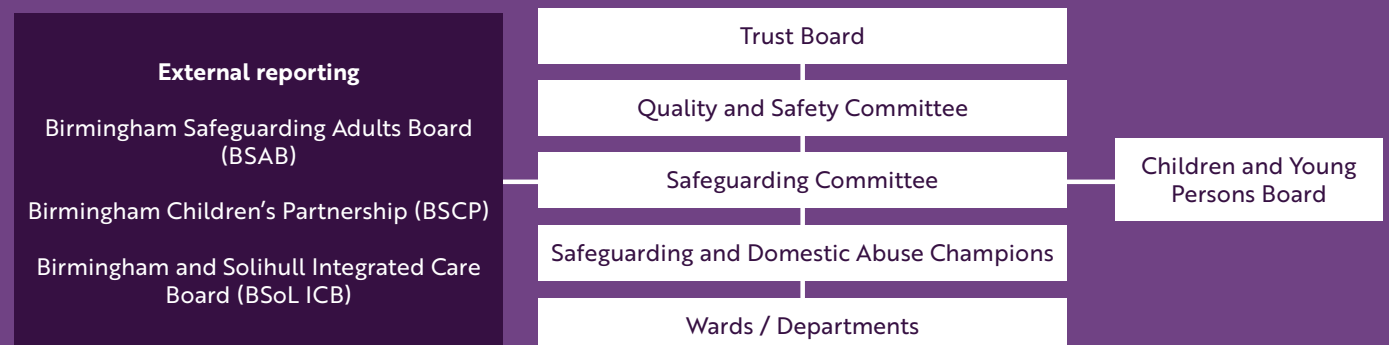 External reporting
Birmingham Safeguarding Adults Board
(BSAB)
Birmingham Children’s Partnership (BSCP)
Birmingham and Solihull Integrated Care
Board (BSoL ICB)
Trust Board
Quality and Safety Committee
Safeguarding Committee
Safeguarding and Domestic Abuse Champions
Wards / Departments
Children and Young
Persons Board